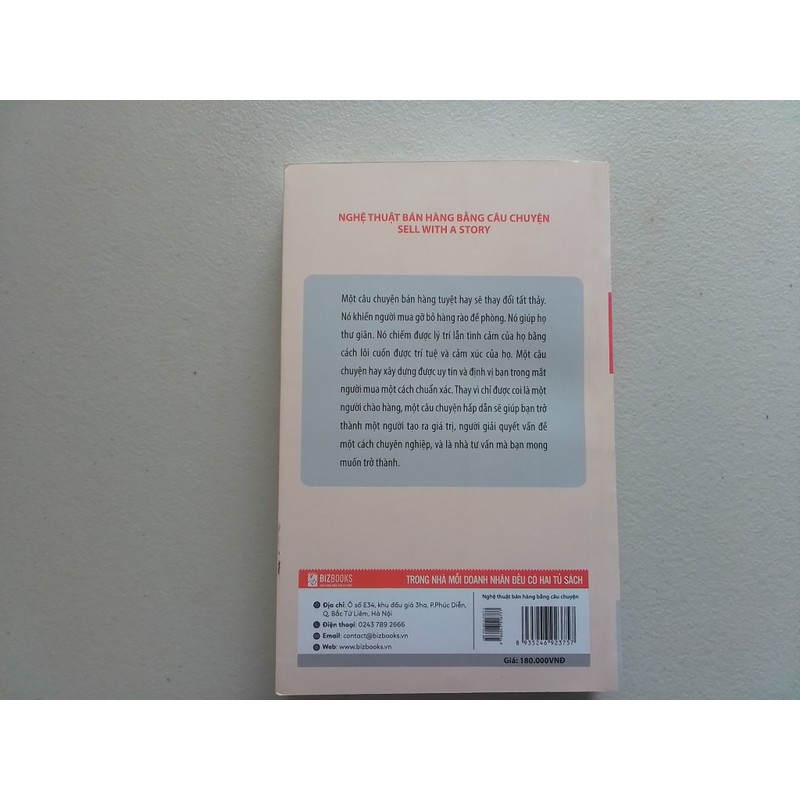 NGHỆ THUẬT BÁN HÀNG BẰNG CÂU CHUYỆN
SELL WITH A STORY
Một câu chuyện bán hàng tuyệt hay sẽ thay đổi tất thảy.
Nó khiến người mua gỡ bỏ hàng rào đề phòng. Nó giúp họ
thư giãn. Nó chiếm được lý trí lẫn tình cảm của họ bằng
cách lôi cuốn được trí tuệ và cảm xúc của họ. Một câu
chuyện hay xây dựng được uy tín và định vị bạn trong mắt
người mua một cách chuẩn xác. Thay vì chỉ được coi là một
người chào hàng, một câu chuyện hấp dẫn sẽ giúp bạn trở
thành một người tạo ra giá trị, người giải quyết vấn đề
một cách chuyên nghiệp, và là nhà tư vấn mà bạn mong
muốn trở thành.
BIZBOOKS
TRONG NHÀ MỖI DOANH NHÂN ĐỀU CÓ HAI TỦ SÁCH
Địa chỉ: Ô số E34, khu đấu giá 3ha, P.Phúc Diễn,
Q. Bắc Từ Liêm, Hà Nội
Điện thoại: 0243 789 2666
Email: contact@bizbooks.vn
Web: www.bizbooks.vn
Nghệ thuật bán hàng bằng câu chuyện
8 935246 923757
Giá: 180.000VNĐ